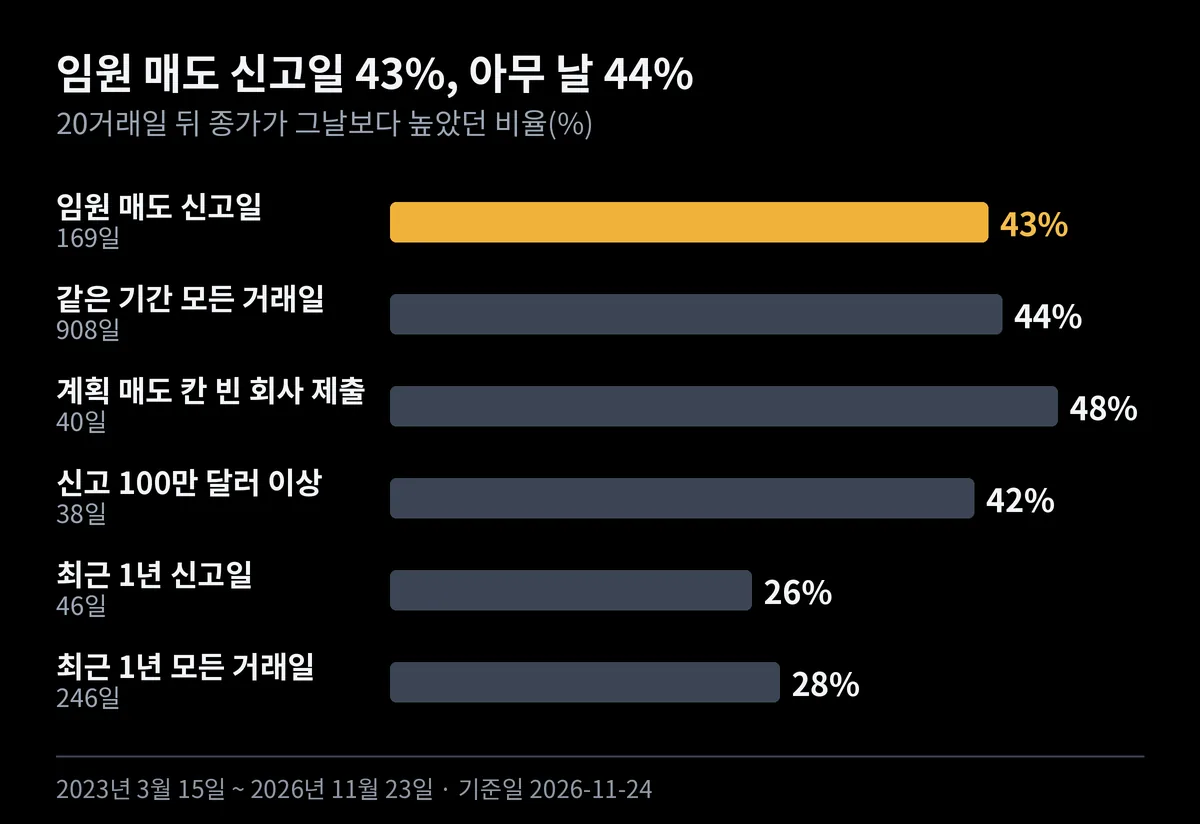 임원 매도 신고일 43%, 아무 날 44%
20거래일 뒤 종가가 그날보다 높았던 비율(%)
임원 매도 신고일
169일
43%
같은 기간 모든 거래일
908일
44%
계획 매도 칸 빈 회사 제출
40일
48%
신고 100만 달러 이상
38일
42%
최근 1년 신고일
46일
26%
최근 1년 모든 거래일
246일
28%
2023년 3월 15일 ~ 2026년 11월 23일 · 기준일 2026-11-24